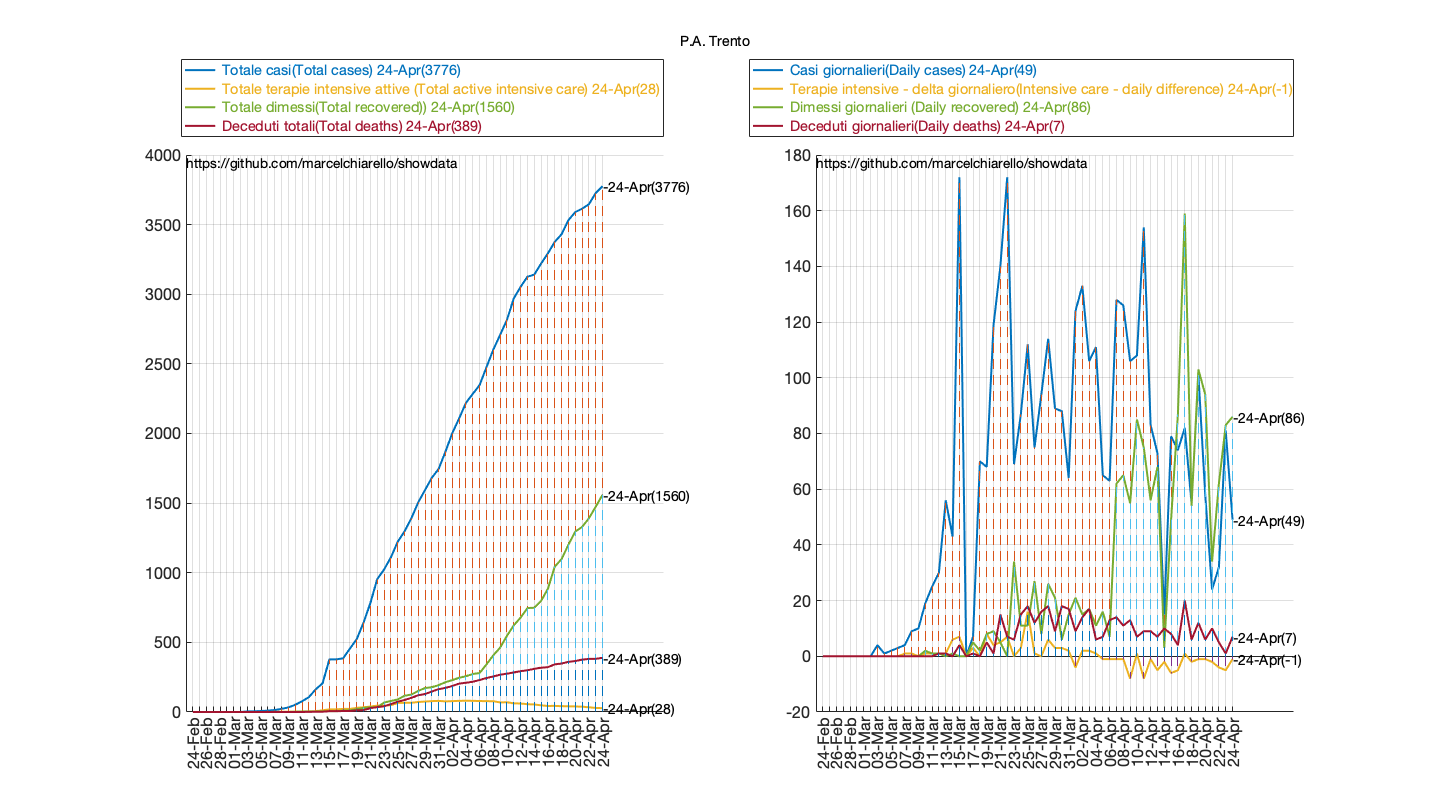 P.A. Trento
Totale casi(Total cases) 24-Apr(3776)
Totale terapie intensive attive (Total active intensive care) 24-Apr(28)
Totale dimessi(Total recovered)) 24-Apr(1560)
Deceduti totali(Total deaths) 24-Apr(389)
https://github.com/marcelchiarello/showdata
4000
3500
3000
2500
2000
1500
1000
500
0
-24-Apr(3776)
-24-Apr(1560)
-24-Apr(389)
-24-Apr(28)
24-Feb
26-Feb
28-Feb
01-Mar
03-Mar
05-Mar
07-Mar
09-Mar
11-Mar
13-Mar
15-Mar
17-Mar
19-Mar
21-Mar
23-Mar
25-Mar
27-Mar
29-Mar
31-Mar
02-Apr
04-Apr
06-Apr
08-Apr
10-Apr
12-Apr
14-Apr
16-Apr
18-Apr
20-Apr
22-Apr
24-Apr
Casi giornalieri(Daily cases) 24-Apr(49)
Terapie intensive - delta giornaliero(Intensive care - daily difference) 24-Apr(-1)
Dimessi giornalieri (Daily recovered) 24-Apr(86)
Deceduti giornalieri(Daily deaths) 24-Apr(7)
https://github.com/marcelchiarello/showdata
180
160
140
120
100
80
60
40
20
0
-20
-24-Apr(86)
-24-Apr(49)
-24-Apr(7)
-24-Apr(-1)
24-Feb
26-Feb
28-Feb
01-Mar
03-Mar
05-Mar
07-Mar
09-Mar
11-Mar
13-Mar
15-Mar
17-Mar
19-Mar
21-Mar
23-Mar
25-Mar
27-Mar
29-Mar
31-Mar
02-Apr
04-Apr
06-Apr
08-Apr
10-Apr
12-Apr
14-Apr
16-Apr
18-Apr
20-Apr
22-Apr
24-Apr